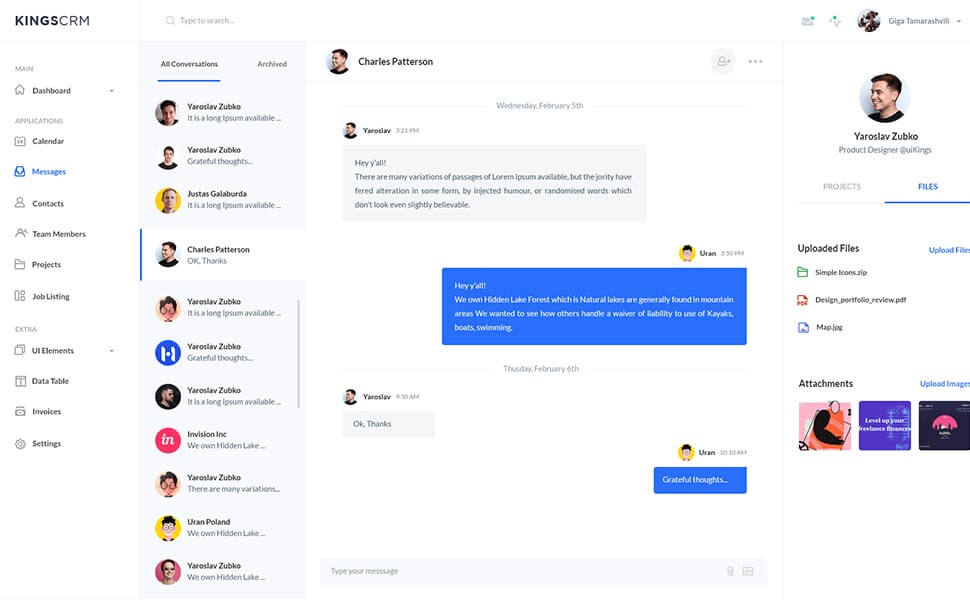 KINGSCRM
Type to search...
Giga Tamarashvili
MAIN
Dashboard
APPLICATIONS
Calendar
Messages
Contacts
Team Members
Projects
Job Listing
EXTRA
UI Elements
Data Table
Invoices
Settings
All Conversations
Archived
Yaroslav Zubko
It is a long Ipsum available ...
Yaroslav Zubko
Grateful thoughts...
Justas Galaburda
It is a long Ipsum available ...
Charles Patterson
OK, Thanks
Yaroslav Zubko
It is a long Ipsum available ...
Yaroslav Zubko
Grateful thoughts...
Yaroslav Zubko
It is a long Ipsum available ...
in
Invision Inc
We own Hidden Lake ...
Yaroslav Zubko
There are many variations...
Uran Poland
We own Hidden Lake ...
Yaroslav Zubko
We own Hidden Lake ...
Charles Patterson
Wednesday, February 5th
Yaroslav 3:21 PM
Hey y'all!
There are many variations of passages of Lorem Ipsum available, but the jority have
fered alteration in some form, by injected humour, or randomised words which
don't look even slightly believable.
Uran 3:50 PM
Hey y'all!
We own Hidden Lake Forest which is Natural lakes are generally found in mountain
areas We wanted to see how others handle a waiver of liability to use of Kayaks,
boats, swimming.
Thusday, February 6th
Yaroslav 9:50 AM
Ok, Thanks
Uran 10:10 AM
Grateful thoughts...
Type your messsage
Yaroslav Zubko
Product Designer @uiKings
PROJECTS
FILES
Uploaded Files
Upload Files
Simple Icons.zip
PDF
Design_portfolio_review.pdf
Map.jpg
Attachments
Upload Images
Level up your
freelance finances